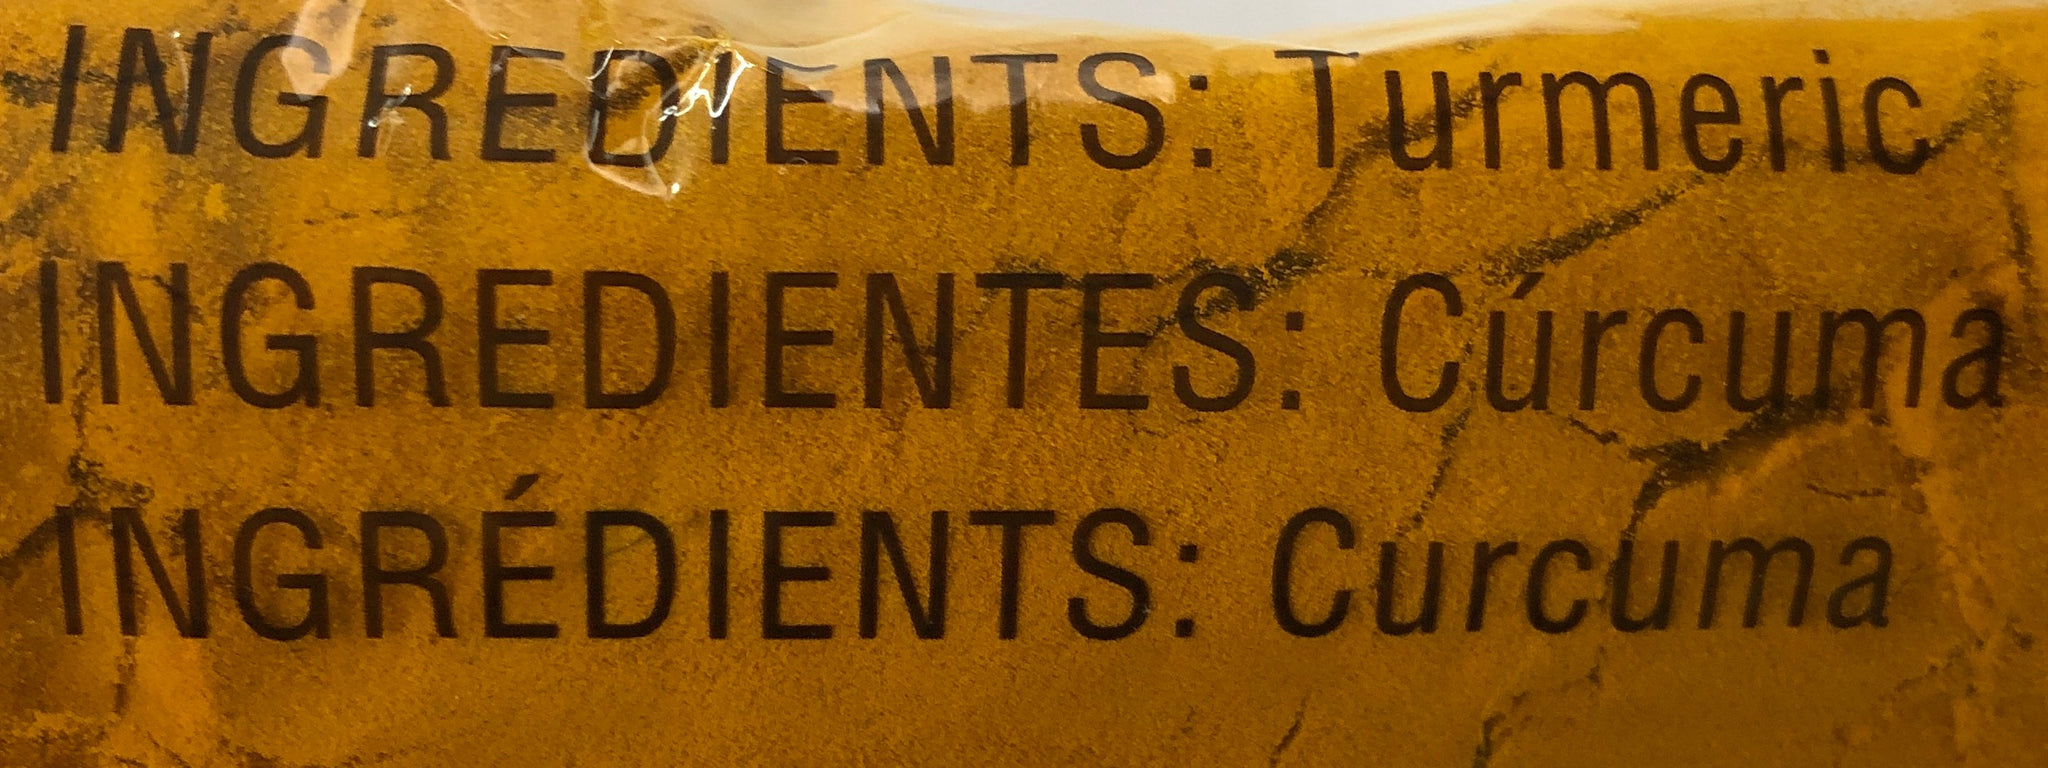 INGREDIENTS: Turmeric
INGREDIENTES: Cúrcuma
INGRÉDIENTS: Curcuma